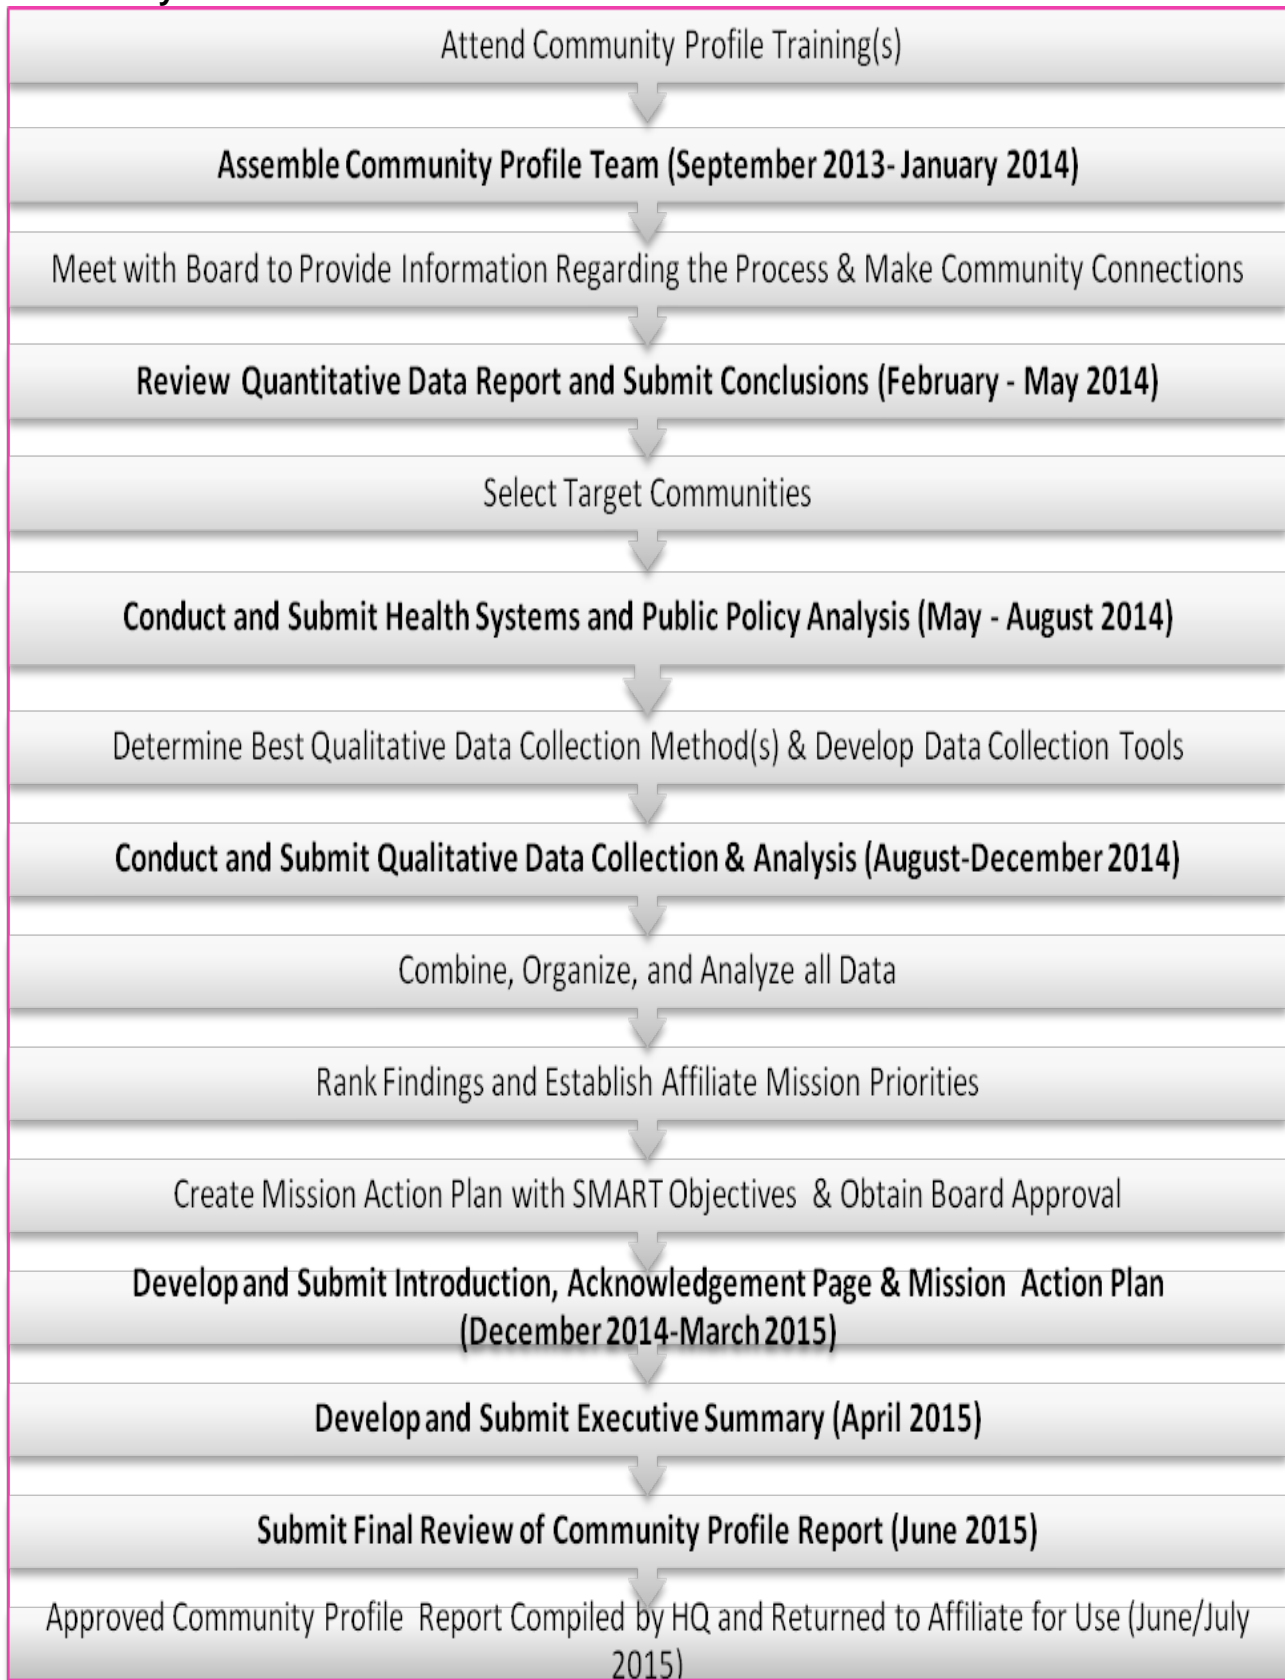 Attend Community Profile Training(s)
Assemble Community Profile Team (September 2013- January 2014)
Meet with Board to Provide Information Regarding the Process & Make Community Connections
Review Quantitative Data Report and Submit Conclusions (February - May 2014)
Select Target Communities
Conduct and Submit Health Systems and Public Policy Analysis (May - August 2014)
Determine Best Qualitative Data Collection Method(s) & Develop Data Collection Tools
Conduct and Submit Qualitative Data Collection & Analysis (August-December 2014)
Combine, Organize, and Analyze all Data
Rank Findings and Establish Affiliate Mission Priorities
Create Mission Action Plan with SMART Objectives & Obtain Board Approval
Develop and Submit Introduction, Acknowledgement Page & Mission Action Plan
(December 2014-March 2015)
Develop and Submit Executive Summary (April 2015)
Submit Final Review of Community Profile Report (June 2015)
Approved Community Profile Report Compiled by HQ and Returned to Affiliate for Use (June/July
2015)